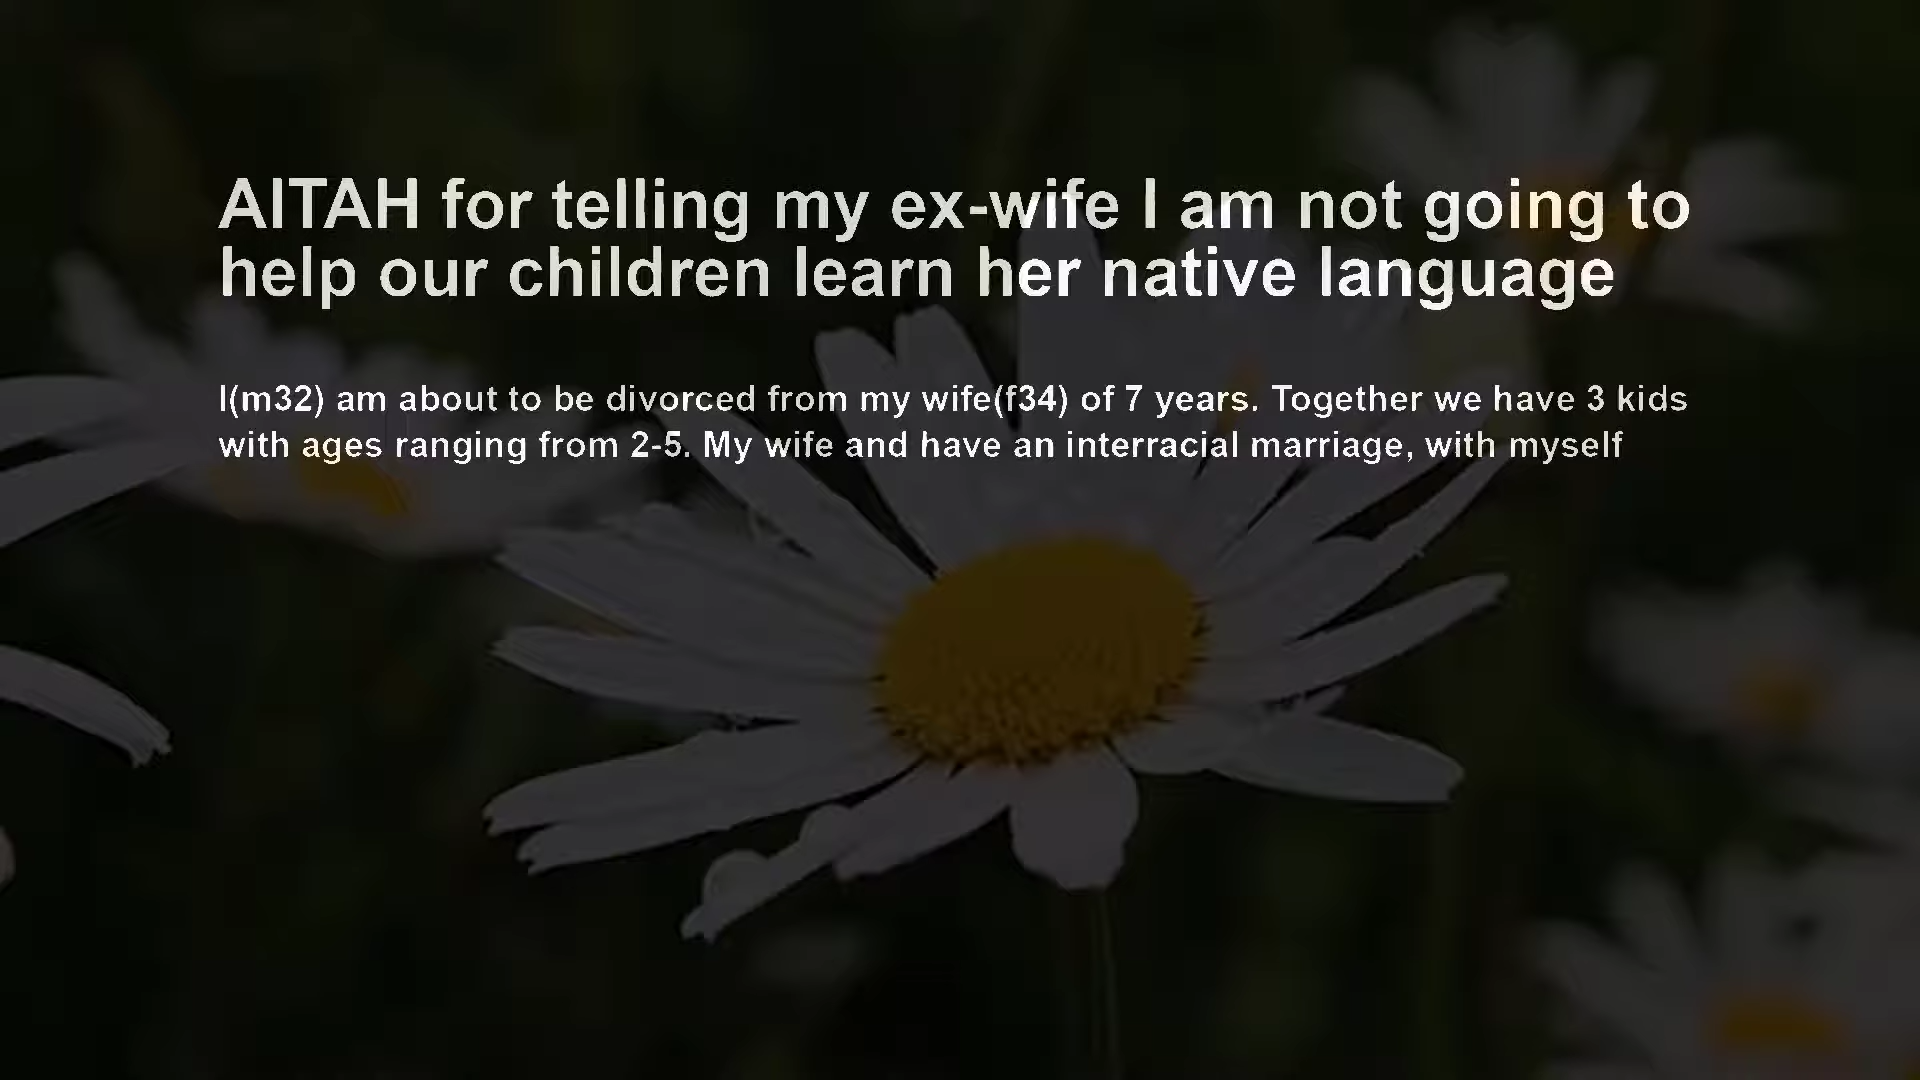 AITAH for telling my ex-wife I am not going to
help our children learn her native language
I(m32) am about to be divorced from my wife(f34) of 7 years. Together we have 3 kids
with ages ranging from 2-5. My wife and have an interracial marriage, with myself